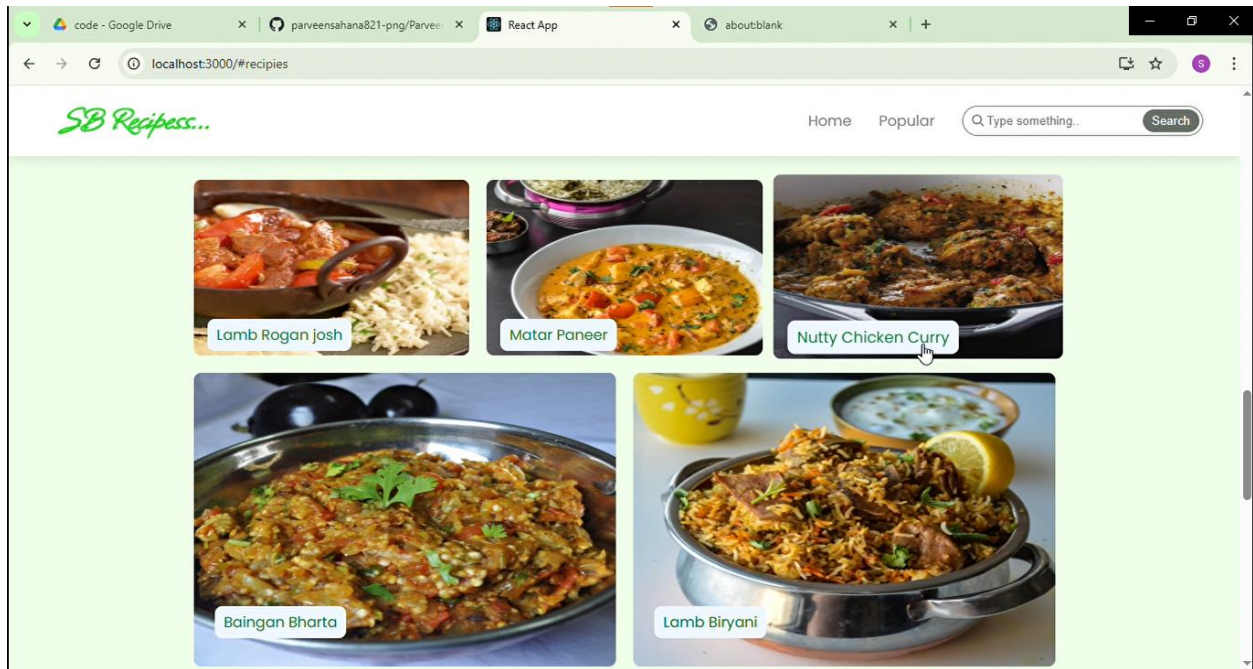 code - Google Drive
parveensahana821-png/Parvee
React App
about:blank
localhost:3000/#recipies
S
SB Recipess...
Home
Popular
Type something..
Search
Lamb Rogan josh
Matar Paneer
Nutty Chicken Curry
Baingan Bharta
Lamb Biryani